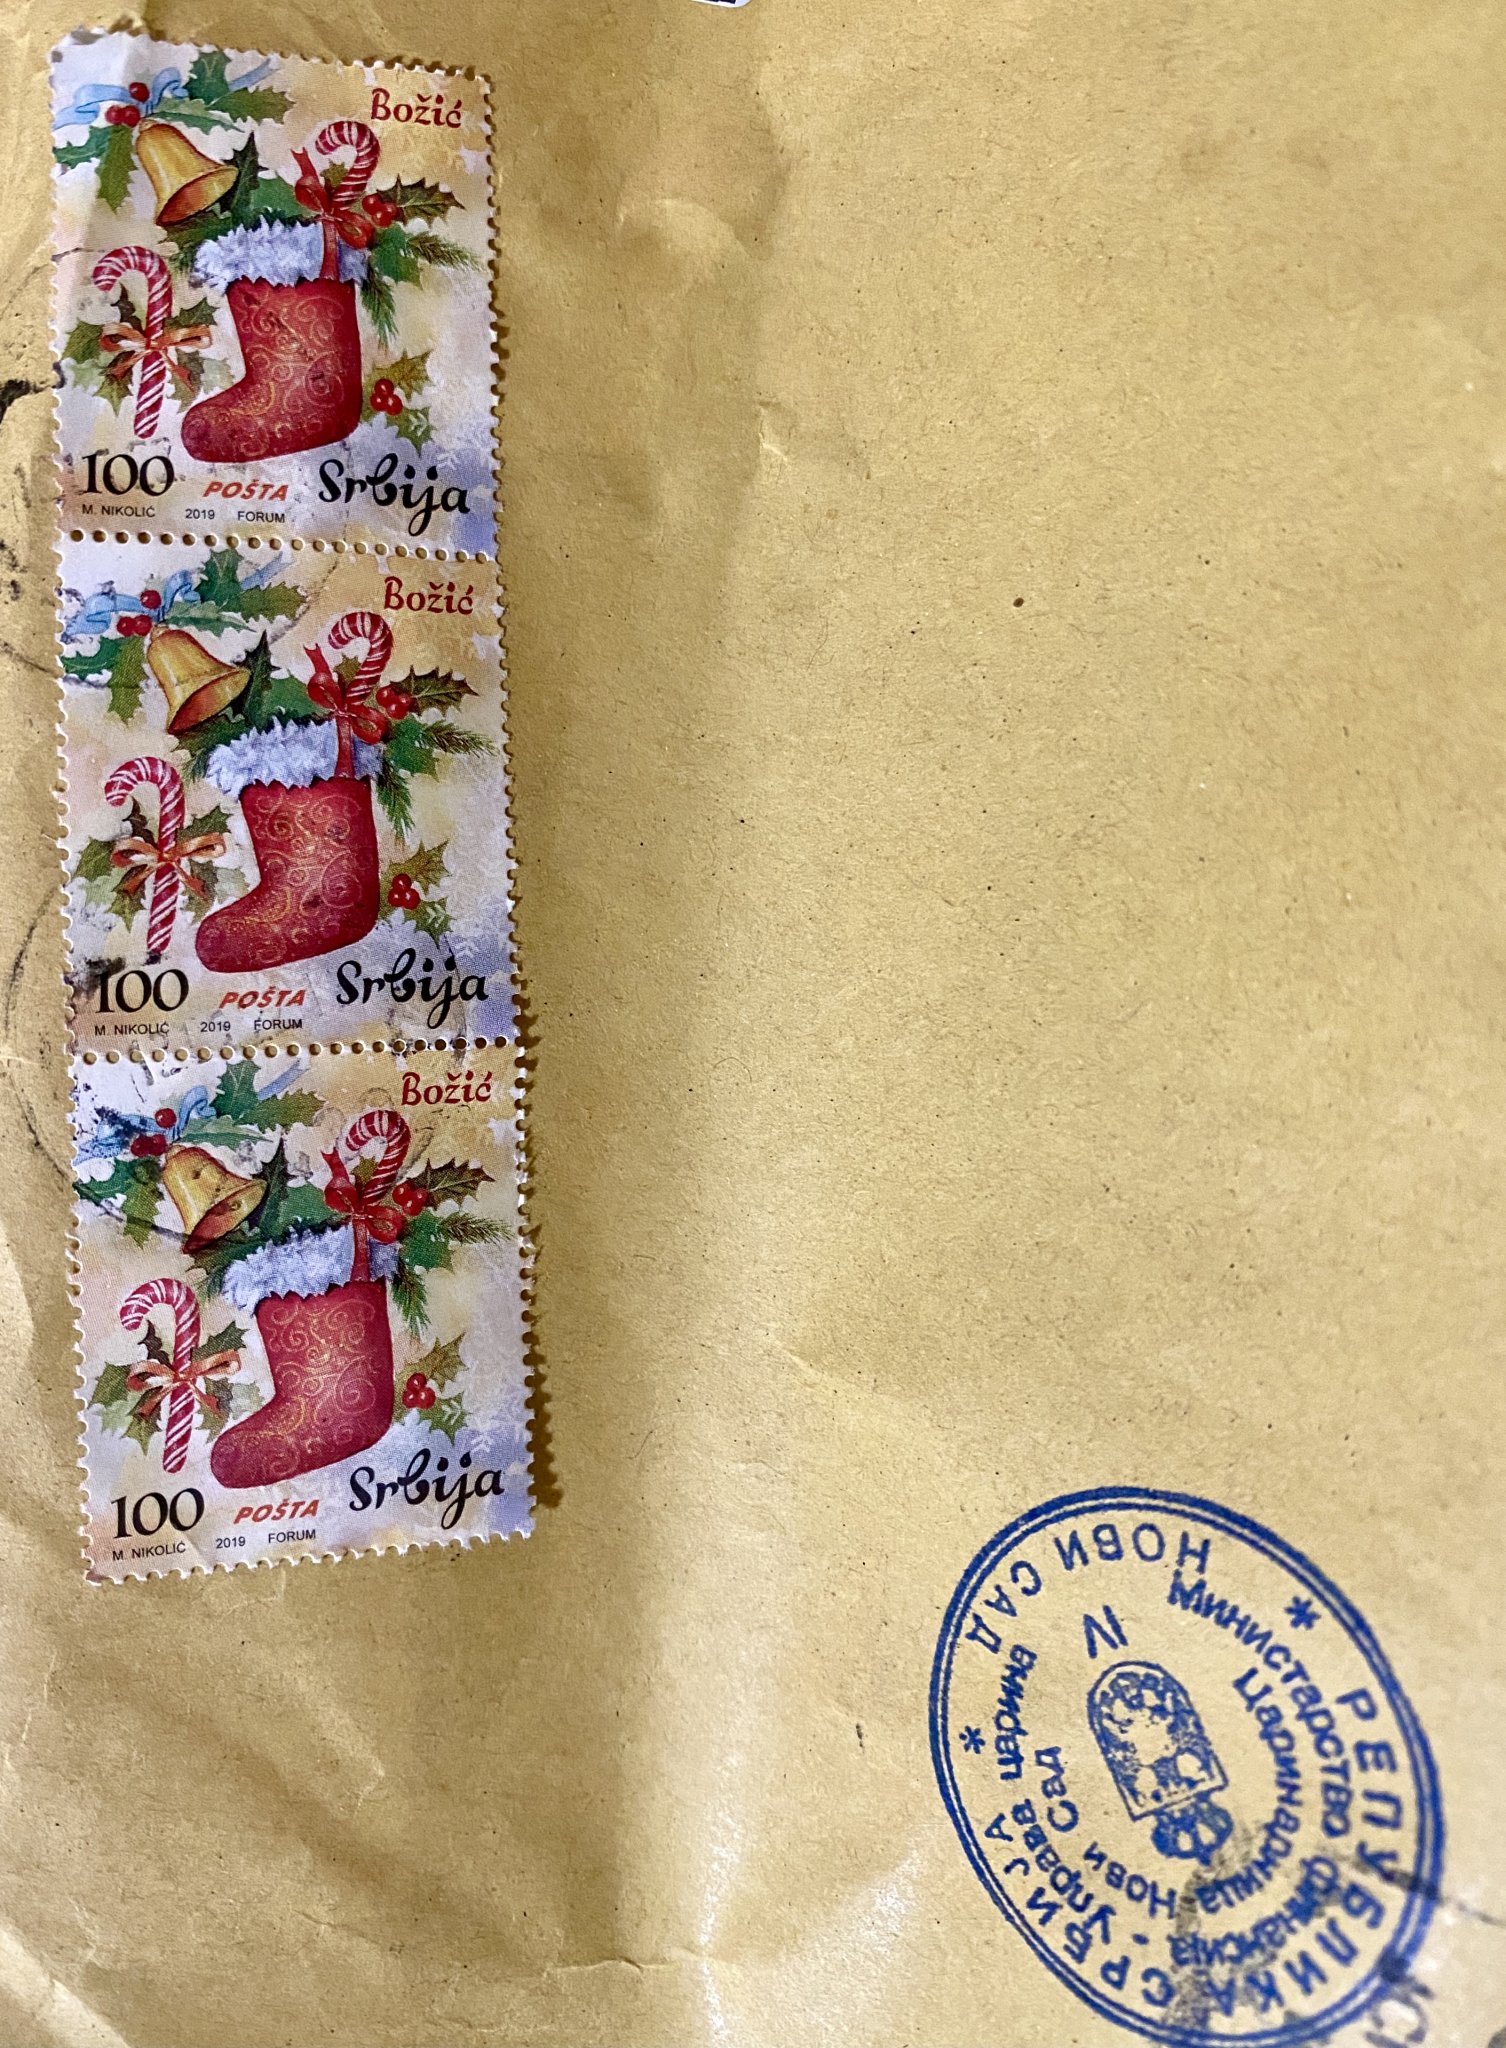 Božić
100 POŠTA Srbija
M. NIKOLIĆ 2019 FORUM
Božić
100 POŠTA Srbija
M. NIKOLIĆ 2019 FORUM
Božić
100 POŠTA Srbija
M. NIKOLIĆ 2019 FORUM
* РЕПУБЛИКА СРБИЈА * НОВИ САД
Министарство финансија - Управа царина
Царинарница Нови Сад
IV